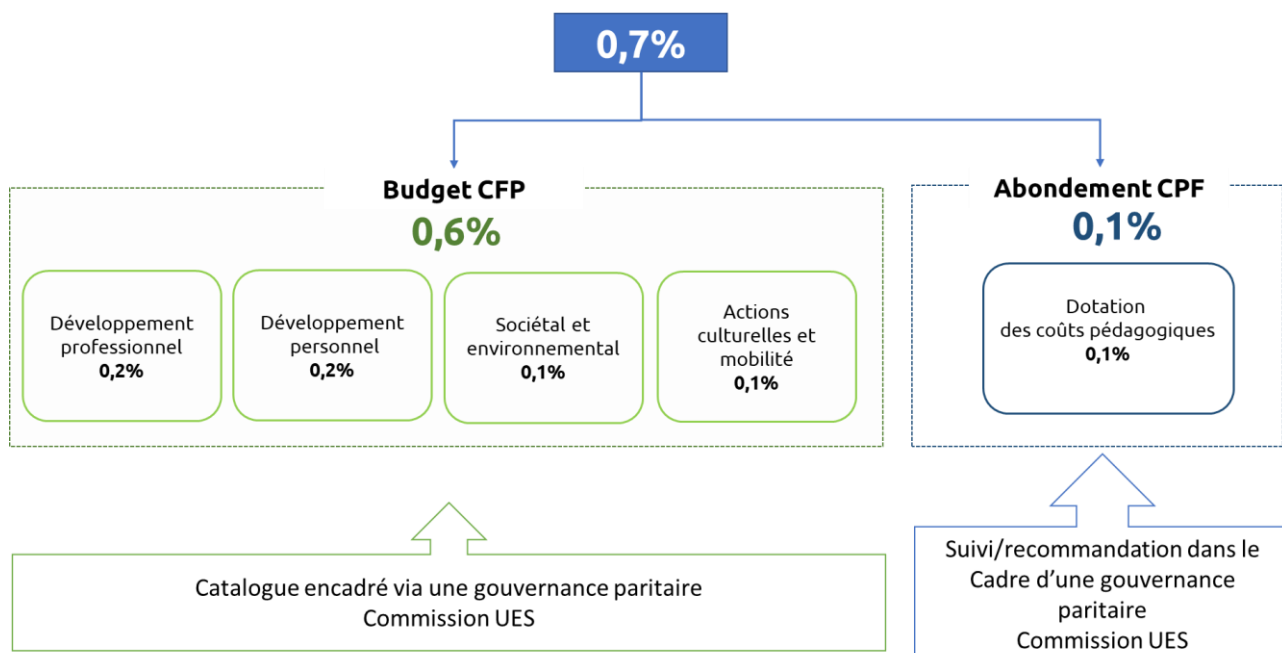 0,7%
Budget CFP
0,6%
Développement
professionnel
0,2%
Développement
personnel
0,2%
Sociétal et
environnemental
0,1%
Actions
culturelles et
mobilité
0,1%
Abondement CPF
0,1%
Dotation
des coûts pédagogiques
0,1%
Catalogue encadré via une gouvernance paritaire
Commission UES
Suivi/recommandation dans le
Cadre d’une gouvernance
paritaire
Commission UES